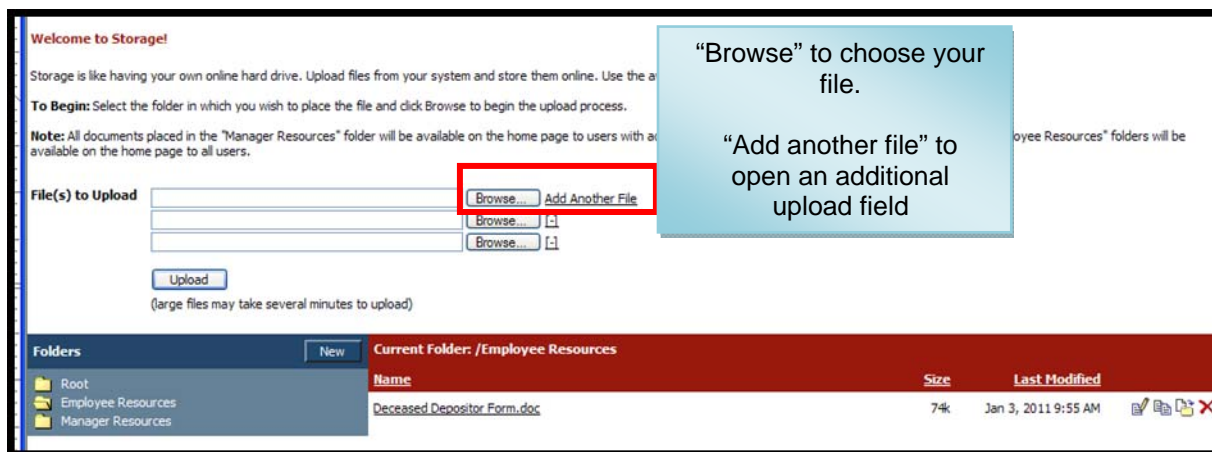 Welcome to Storage!
Storage is like having your own online hard drive. Upload files from your system and store them online. Use the
To Begin: Select the folder in which you wish to place the file and click Browse to begin the upload process.
Note: All documents placed in the "Manager Resources" folder will be available on the home page to users with
oyee Resources" folders will be
available on the home page to all users.
“Browse” to choose your
file.
“Add another file” to
open an additional
upload field
File(s) to Upload Browse... Add Another File
Browse... [-]
Browse... [-]
Upload
(large files may take several minutes to upload)
Folders New
Root
Employee Resources
Manager Resources
Current Folder: /Employee Resources
Name Size Last Modified
Deceased Depositor Form.doc 74k Jan 3, 2011 9:55 AM